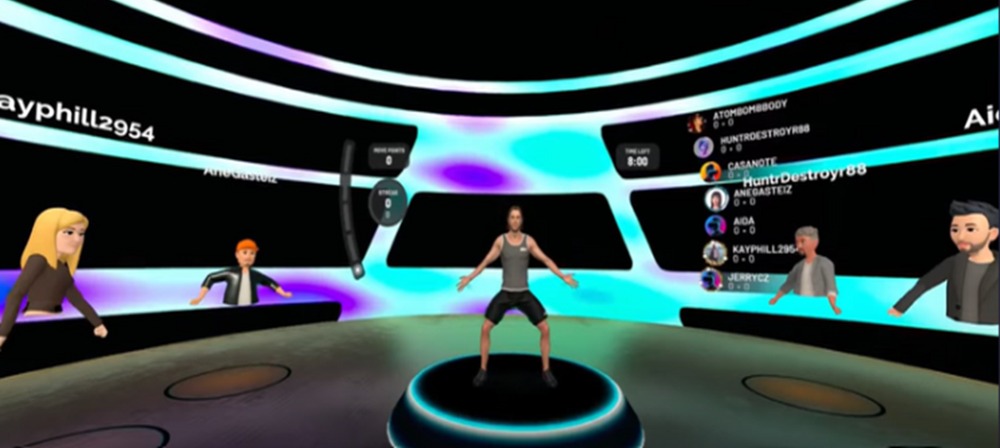 ayphill2954
AneGasteiz
MOVE POINTS
0
STREAK
0
0
TIME LEFT
8:00
ATOMBOMBBODY
0 + 0
HUNTRDESTROYR88
0 + 0
CASANOTE
0 + 0
HuntrDestroyr88
ANEGASTEIZ
0 + 0
AIDA
0 + 0
KAYPHILL295
0 + 0
JERRYCZ
0 + 0